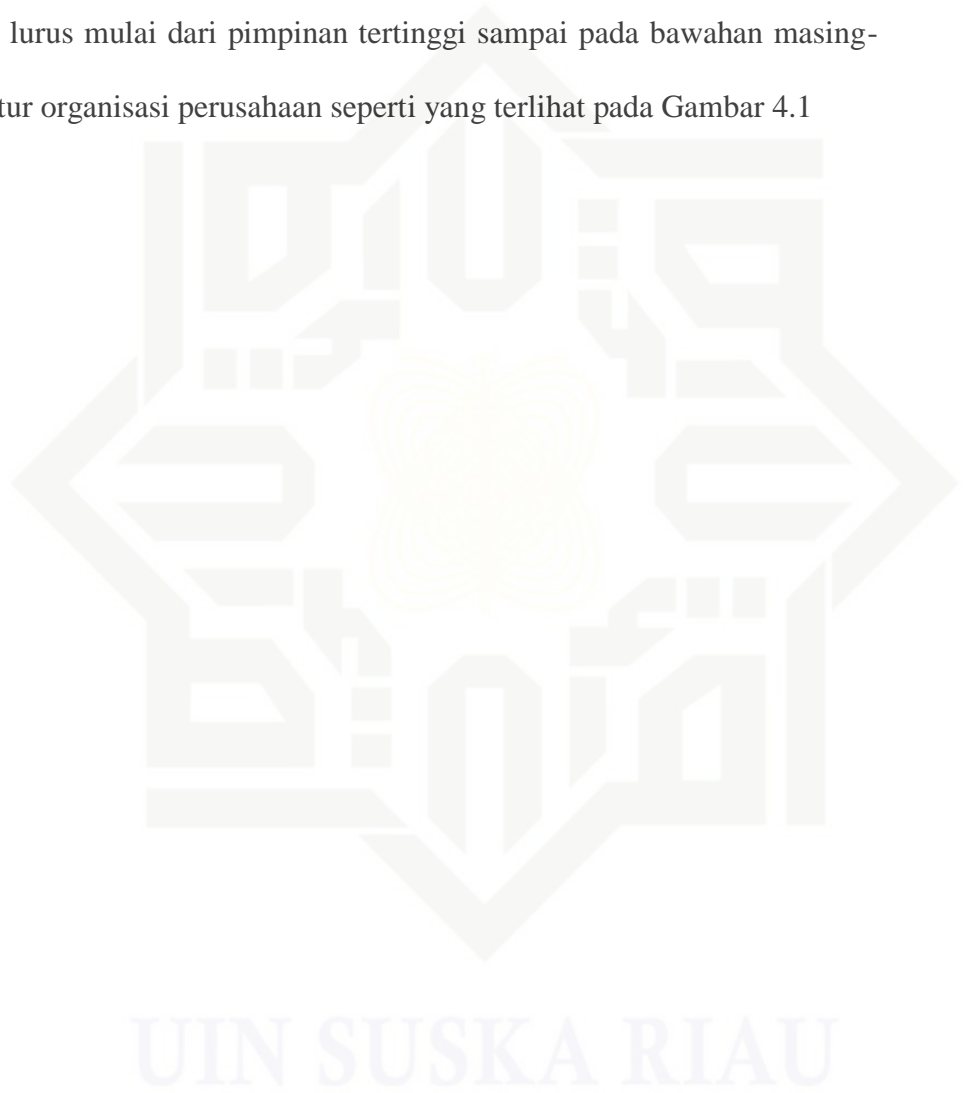 lurus mulai dari pimpinan tertinggi sampai pada bawahan masing-
tur organisasi perusahaan seperti yang terlihat pada Gambar 4.1
UIN SUSKA RIAU